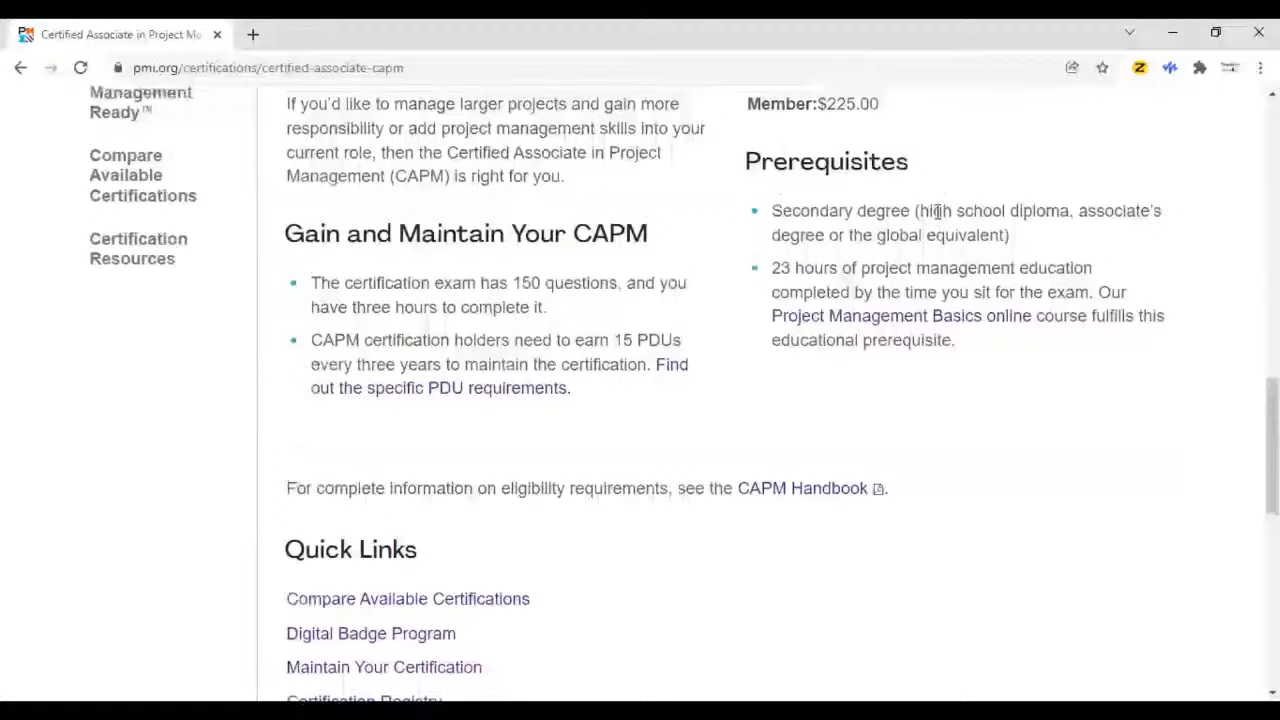 Certified Associate in Project Ma
pmi.org/certifications/certified-associate-capm
Management
Ready™
Compare
Available
Certifications
Certification
Resources
If you'd like to manage larger projects and gain more
responsibility or add project management skills into your
current role, then the Certified Associate in Project
Management (CAPM) is right for you.
Gain and Maintain Your CAPM
The certification exam has 150 questions, and you
have three hours to complete it.
CAPM certification holders need to earn 15 PDUs
every three years to maintain the certification. Find
out the specific PDU requirements.
Member:$225.00
Prerequisites
Secondary degree (high school diploma, associate's
degree or the global equivalent)
23 hours of project management education
completed by the time you sit for the exam. Our
Project Management Basics online course fulfills this
educational prerequisite.
For complete information on eligibility requirements, see the CAPM Handbook.
Quick Links
Compare Available Certifications
Digital Badge Program
Maintain Your Certification
Certification Registry